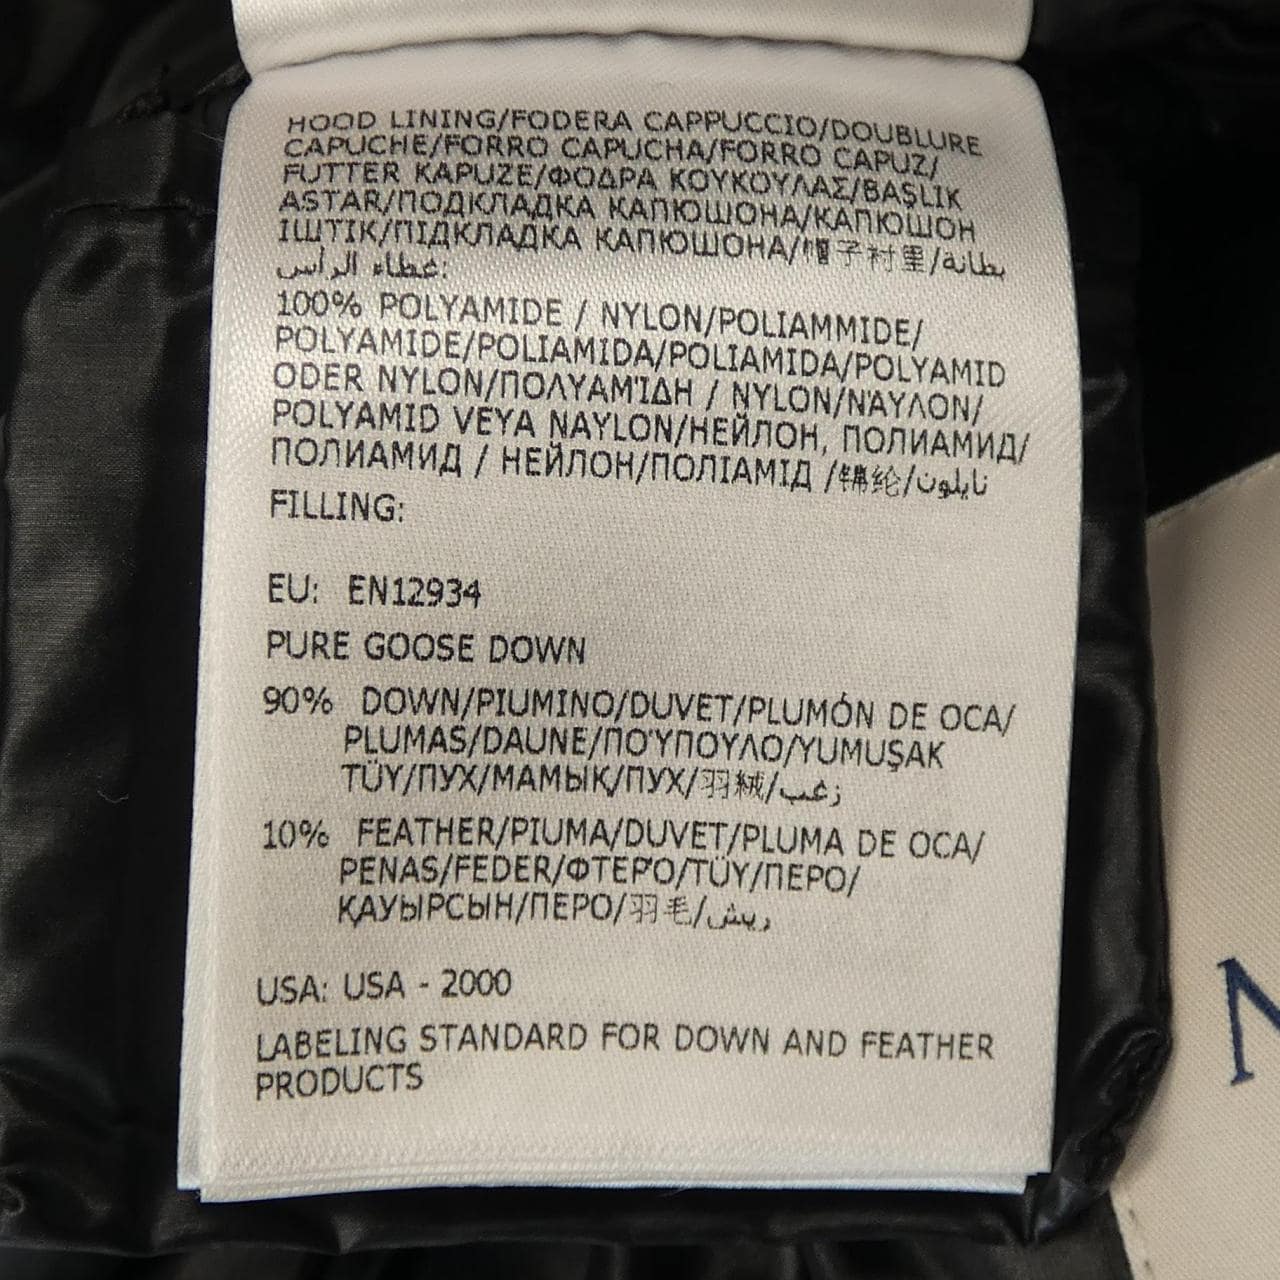 HOOD LINING/FODERA CAPPUCCIO/DOUBLURE
CAPUCHE/FORRO CAPUCHA/FORRO CAPUZ/
FUTTER KAPUZE/ΦΟΔΡΑ ΚΟΥΚΟΥΛΑΣ/BAŞLIK
ASTAR/ПОДКЛАДКА КАПЮШОНА/КАПЮШОН
ІШТІК/ПІДКЛАДКА КАПЮШОНА/帽子衬里/بطانة
غطاء الرأس:
100% POLYAMIDE / NYLON/POLIAMMIDE/
POLYAMIDE/POLIAMIDA/POLIAMIDA/POLYAMID
ODER NYLON/ΠΟΛΥΑΜΊΔΗ / NYLON/ΝΆΥΛΟΝ/
POLYAMID VEYA NAYLON/НЕЙЛОН, ПОЛИАМИД/
ПОЛИАМИД / НЕЙЛОН/ПОЛІАМІД /锦纶/نايلون
FILLING:
EU: EN12934
PURE GOOSE DOWN
90% DOWN/PIUMINO/DUVET/PLUMÓN DE OCA/
PLUMAS/DAUNE/ΠΟΎΠΟΥΛΟ/YUMUŞAK
TÜY/ПУХ/МАМЫҚ/ПУХ/羽絨/زغب
10% FEATHER/PIUMA/DUVET/PLUMA DE OCA/
PENAS/FEDER/ΦΤΕΡΌ/TÜY/ПЕРО/
ҚАУЫРСЫН/ПЕРО/羽毛/ريش
USA: USA - 2000
LABELING STANDARD FOR DOWN AND FEATHER
PRODUCTS